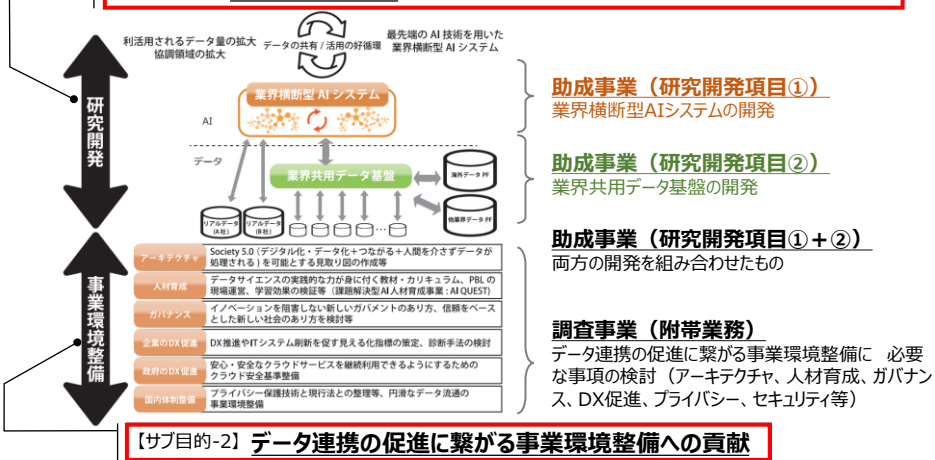 利活用されるデータ量の拡大
協調領域の拡大
データの共有 / 活用の好循環
最先端の AI 技術を用いた
業界横断型 AI システム
研究開発
業界横断型 AI システム
AI
データ
業界共用データ基盤
海外データ PF
他業界データ PF
リアルデータ
(A社)
リアルデータ
(B社)
…
助成事業（研究開発項目①）
業界横断型AIシステムの開発
助成事業（研究開発項目②）
業界共用データ基盤の開発
助成事業（研究開発項目①＋②）
両方の開発を組み合わせたもの
事業環境整備
アーキテクチャ
Society 5.0 (デジタル化・データ化＋つながる＋人間を介さずデータが
処理される) を可能とする見取り図の作成等
人材育成
データサイエンスの実践的な力が身に付く教材・カリキュラム、PBL の
現場運営、学習効果の検証等（課題解決型 AI 人材育成事業 : AI QUEST）
ガバナンス
イノベーションを阻害しない新しいガバメントのあり方、信頼をベース
とした新しい社会のあり方を検討等
企業のDX促進
DX推進やITシステム刷新を促す見える化指標の策定、診断手法の検討
政府のDX促進
安心・安全なクラウドサービスを継続利用できるようにするための
クラウド安全基準整備
国内体制整備
プライバシー保護技術と現行法との整理等、円滑なデータ流通の
事業環境整備
調査事業（附帯業務）
データ連携の促進に繋がる事業環境整備に　必要
な事項の検討（アーキテクチャ、人材育成、ガバナン
ス、DX促進、プライバシー、セキュリティ等）
【サブ目的-2】データ連携の促進に繋がる事業環境整備への貢献